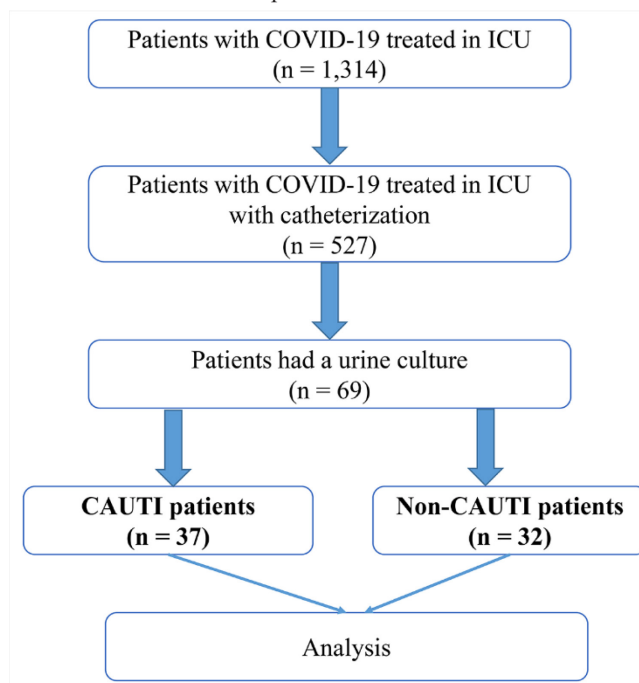 Patients with COVID-19 treated in ICU
(n = 1,314)
Patients with COVID-19 treated in ICU
with catheterization
(n = 527)
Patients had a urine culture
(n = 69)
CAUTI patients
(n = 37)
Non-CAUTI patients
(n = 32)
Analysis